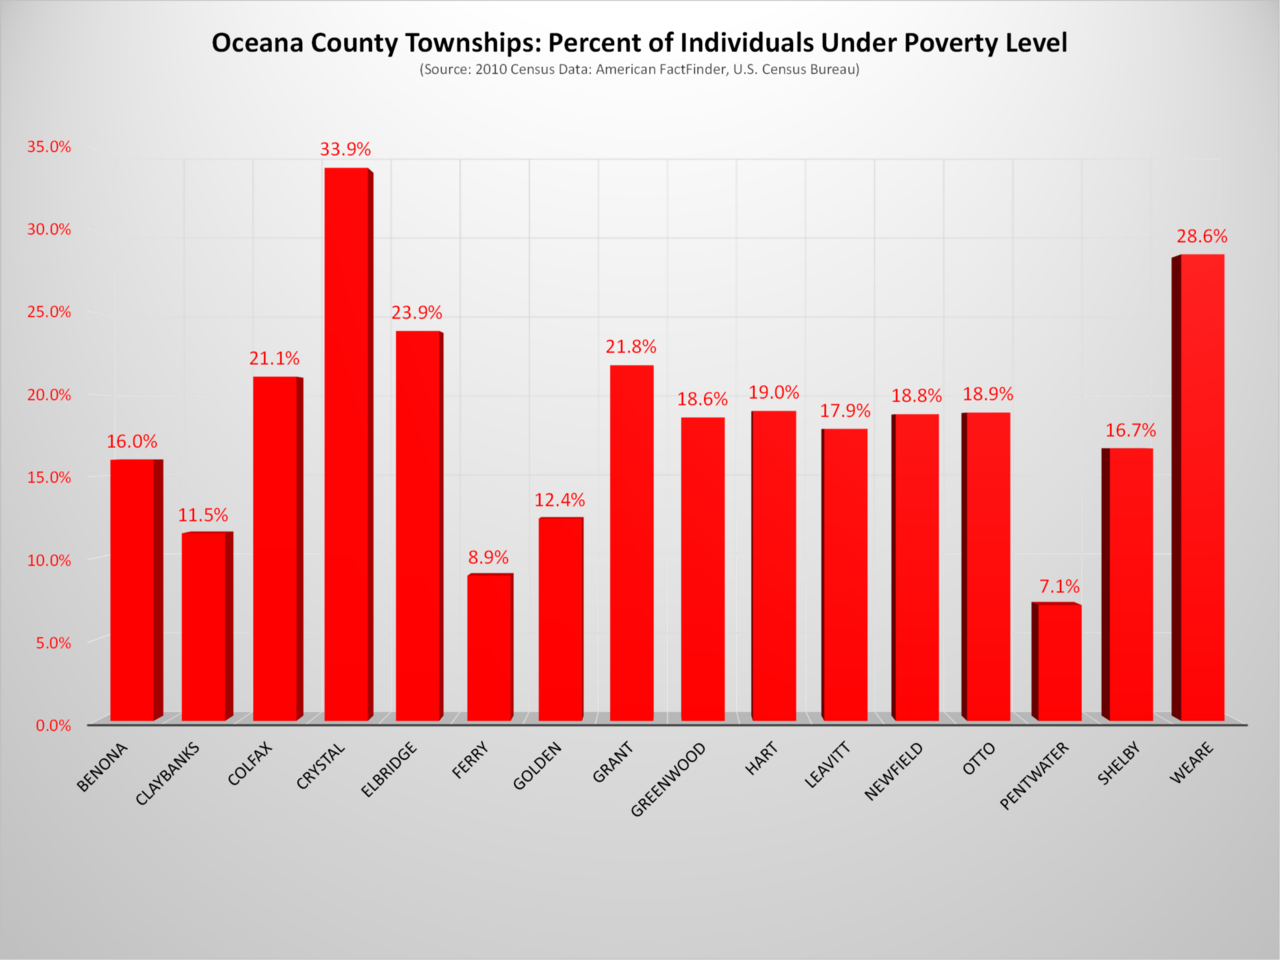 Oceana County Townships: Percent of Individuals Under Poverty Level
(Source: 2010 Census Data: American FactFinder, U.S. Census Bureau)
35.0%
30.0%
25.0%
20.0%
15.0%
10.0%
5.0%
0.0%
16.0%
11.5%
21.1%
33.9%
23.9%
8.9%
12.4%
21.8%
18.6%
19.0%
17.9%
18.8%
18.9%
7.1%
16.7%
28.6%
BENONA
CLAYBANKS
COLFAX
CRYSTAL
ELBRIDGE
FERRY
GOLDEN
GRANT
GREENWOOD
HART
LEAVITT
NEWFIELD
OTTO
PENTWATER
SHELBY
WEARE